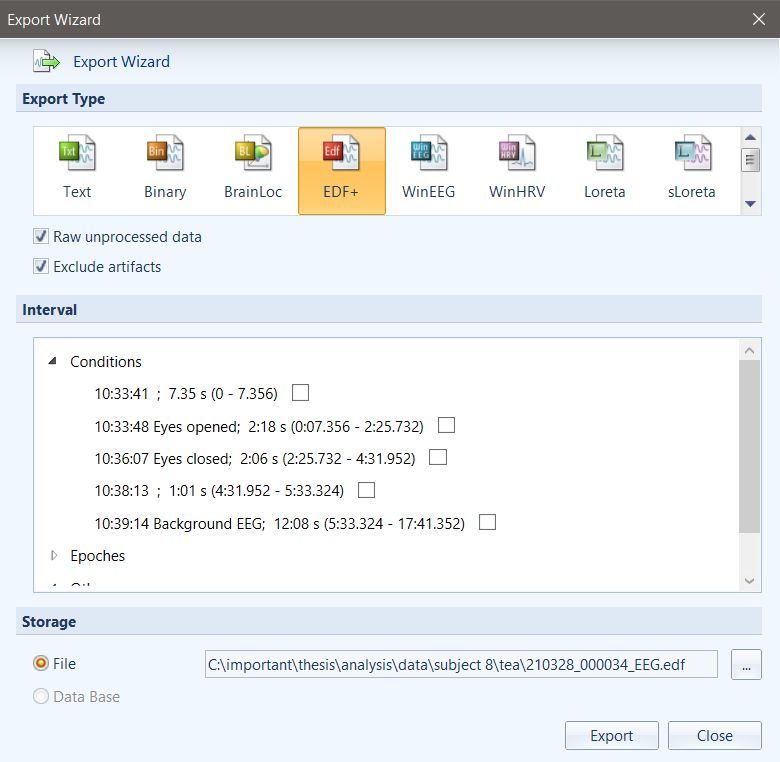 Export Wizard
Export Wizard
Export Type
Txt Bin BL Edf Win EEG Win HRV L L
Text Binary BrainLoc EDF+ WinEEG WinHRV Loreta sLoreta
Raw unprocessed data
Exclude artifacts
Interval
Conditions
10:33:41 ; 7.35 s (0 - 7.356)
10:33:48 Eyes opened; 2:18 s (0:07.356 - 2:25.732)
10:36:07 Eyes closed; 2:06 s (2:25.732 - 4:31.952)
10:38:13 ; 1:01 s (4:31.952 - 5:33.324)
10:39:14 Background EEG; 12:08 s (5:33.324 - 17:41.352)
Epoches
Storage
File C:\important\thesis\analysis\data\subject 8\tea\210328_000034_EEG.edf ...
Data Base
Export Close